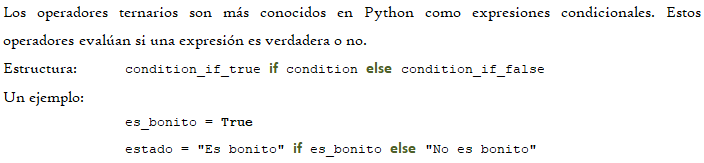 Los operadores ternarios son más conocidos en Python como expresiones condicionales. Estos
operadores evalúan si una expresión es verdadera o no.
Estructura: condition_if_true if condition else condition_if_false
Un ejemplo:
es_bonito = True
estado = "Es bonito" if es_bonito else "No es bonito"